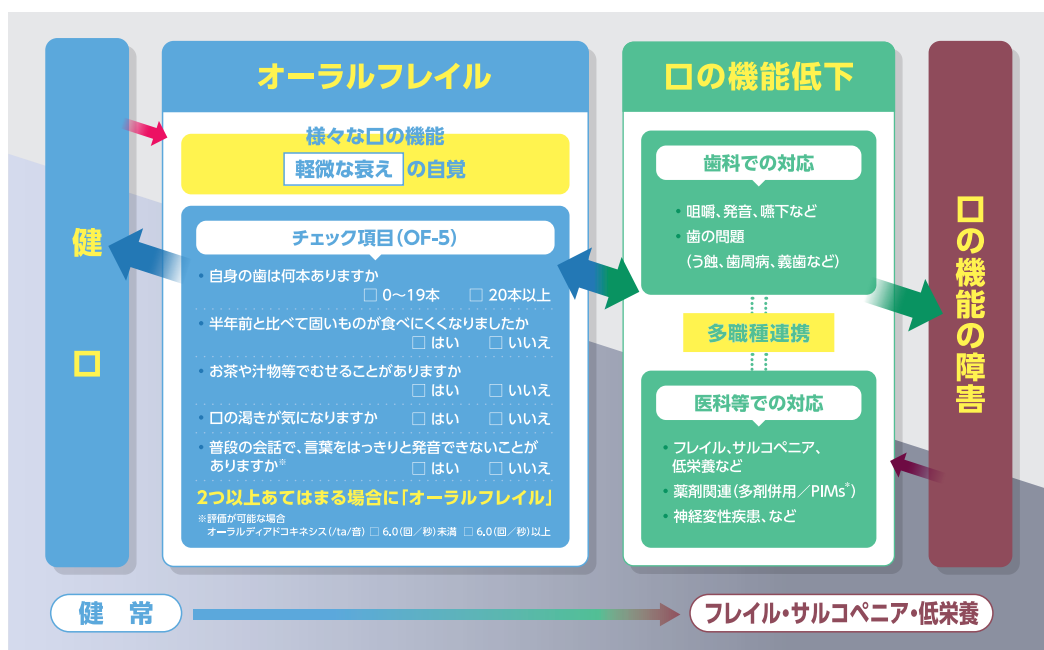 健口
オーラルフレイル
様々な口の機能
軽微な衰え の自覚
チェック項目(OF-5)
・自身の歯は何本ありますか
□ 0～19本 □ 20本以上
・半年前と比べて固いものが食べにくくなりましたか
□ はい □ いいえ
・お茶や汁物等でむせることがありますか
□ はい □ いいえ
・口の渇きが気になりますか □ はい □ いいえ
・普段の会話で、言葉をはっきりと発音できないことが
ありますか※ □ はい □ いいえ
2つ以上あてはまる場合に「オーラルフレイル」
※評価が可能な場合
オーラルディアドコキネシス(/ta/音) □ 6.0(回／秒)未満 □ 6.0(回／秒)以上
口の機能低下
歯科での対応
・咀嚼、発音、嚥下など
・歯の問題
(う蝕、歯周病、義歯など)
多職種連携
医科等での対応
・フレイル、サルコペニア、
低栄養など
・薬剤関連(多剤併用／PIMs*)
・神経変性疾患、など
口の機能の障害
健 常
フレイル・サルコペニア・低栄養